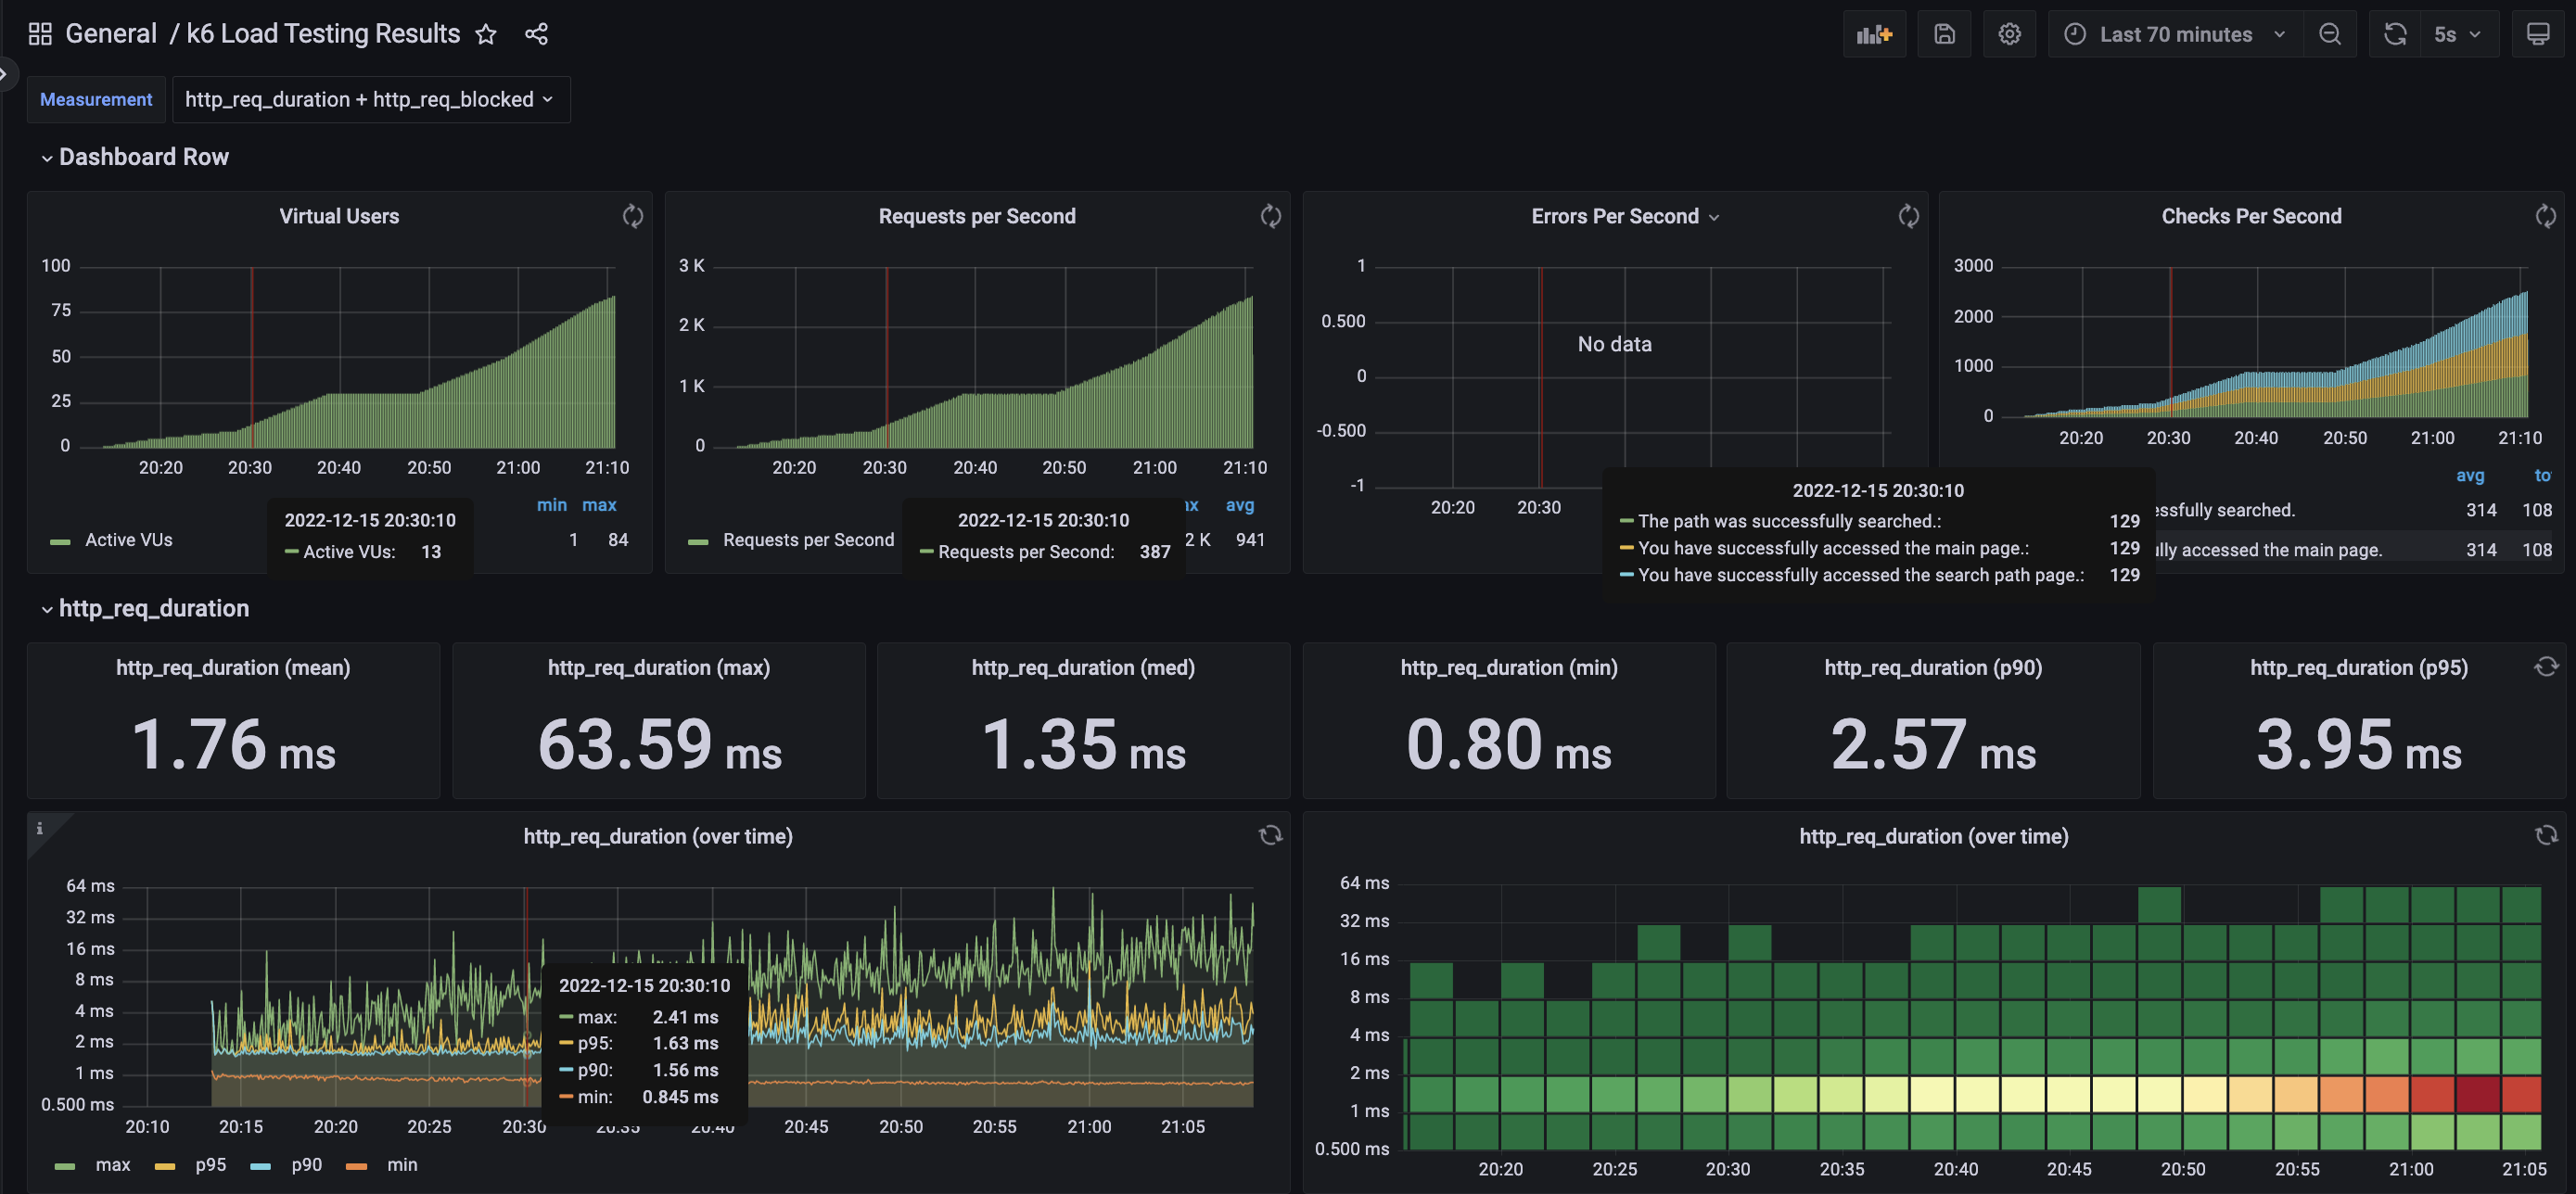 General / k6 Load Testing Results
Last 70 minutes
5s
Measurement
http_req_duration + http_req_blocked
Dashboard Row
Virtual Users
100
75
50
25
0
20:20 20:30 20:40 20:50 21:00 21:10
min max
Active VUs 1 84
2022-12-15 20:30:10
Active VUs: 13
Requests per Second
3 K
2 K
1 K
0
20:20 20:30 20:40 20:50 21:00 21:10
avg
Requests per Second 2 K 941
2022-12-15 20:30:10
Requests per Second: 387
Errors Per Second
1
0.500
0
-0.500
-1
No data
20:20 20:30
Checks Per Second
3000
2000
1000
0
20:20 20:30 20:40 20:50 21:00 21:10
avg to
essfully searched. 314 108
lly accessed the main page. 314 108
2022-12-15 20:30:10
The path was successfully searched.: 129
You have successfully accessed the main page.: 129
You have successfully accessed the search path page.: 129
http_req_duration
http_req_duration (mean)
1.76 ms
http_req_duration (max)
63.59 ms
http_req_duration (med)
1.35 ms
http_req_duration (min)
0.80 ms
http_req_duration (p90)
2.57 ms
http_req_duration (p95)
3.95 ms
i
http_req_duration (over time)
64 ms
32 ms
16 ms
8 ms
4 ms
2 ms
1 ms
0.500 ms
20:10 20:15 20:20 20:25 20:30 20:35 20:40 20:45 20:50 20:55 21:00 21:05
2022-12-15 20:30:10
max: 2.41 ms
p95: 1.63 ms
p90: 1.56 ms
min: 0.845 ms
max p95 p90 min
http_req_duration (over time)
64 ms
32 ms
16 ms
8 ms
4 ms
2 ms
1 ms
0.500 ms
20:20 20:25 20:30 20:35 20:40 20:45 20:50 20:55 21:00 21:05